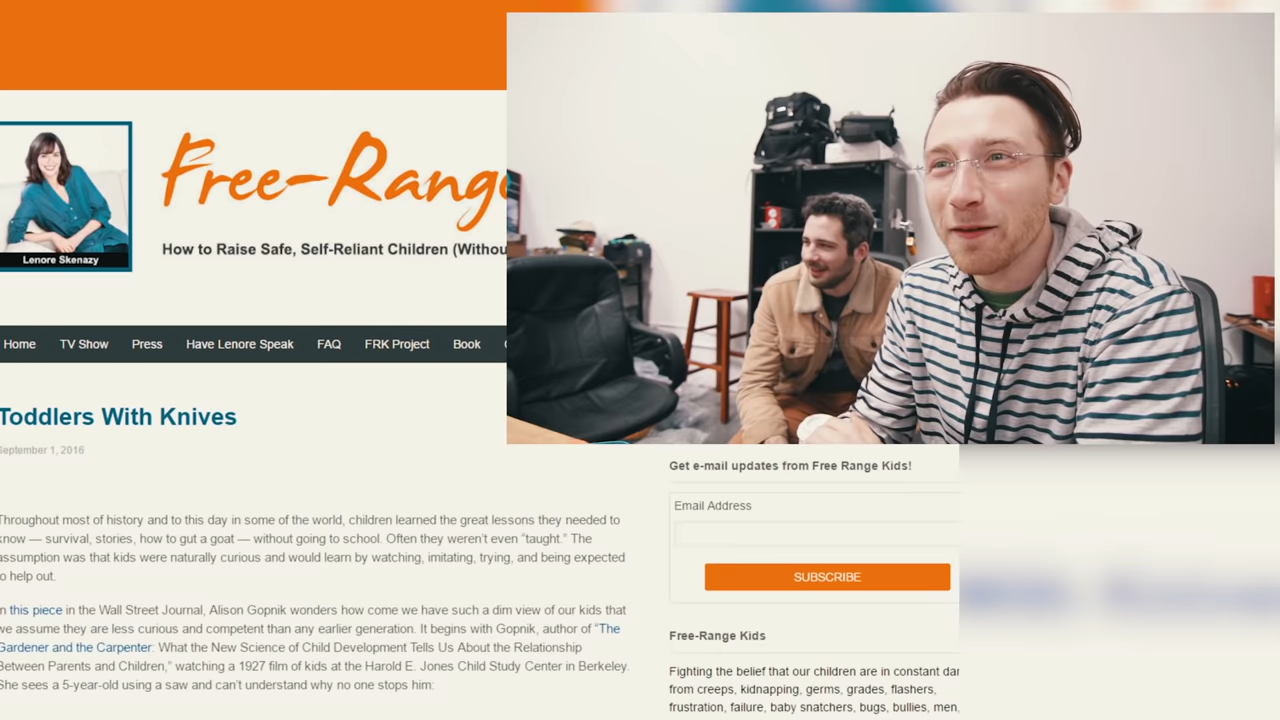 Lenore Skenazy
Free-Range
How to Raise Safe, Self-Reliant Children
Home TV Show Press Have Lenore Speak FAQ FRK Project Book
Toddlers With Knives
September 1, 2016
Throughout most of history and to this day in some of the world, children learned the great lessons they needed to
know — survival, stories, how to gut a goat — without going to school. Often they weren’t even “taught.” The
assumption was that kids were naturally curious and would learn by watching, imitating, trying, and being expected
to help out.
In this piece in the Wall Street Journal, Alison Gopnik wonders how come we have such a dim view of our kids that
we assume they are less curious and competent than any earlier generation. It begins with Gopnik, author of “The
Gardener and the Carpenter: What the New Science of Child Development Tells Us About the Relationship
Between Parents and Children,” watching a 1927 film of kids at the Harold E. Jones Child Study Center in Berkeley.
She sees a 5-year-old using a saw and can’t understand why no one stops him:
Get e-mail updates from Free Range Kids!
Email Address
SUBSCRIBE
Free-Range Kids
Fighting the belief that our children are in constant
from creeps, kidnapping, germs, grades, flashers,
frustration, failure, baby snatchers, bugs, bullies, men,